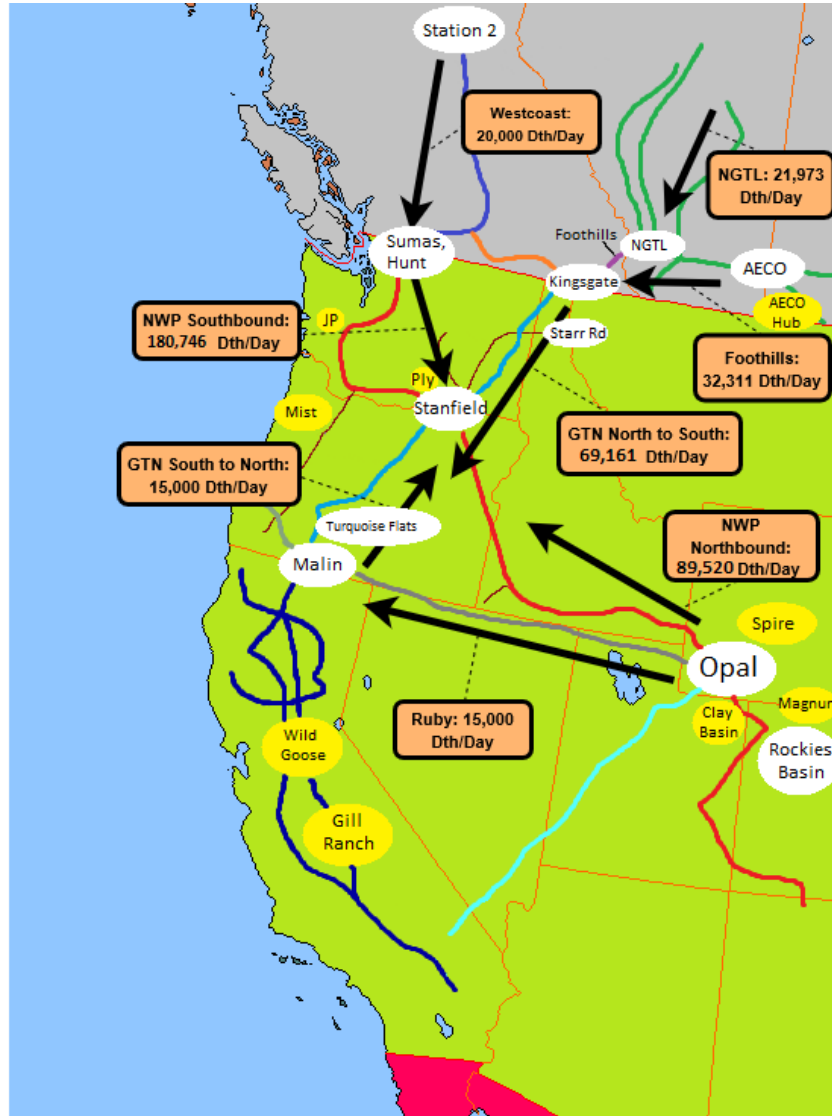 Station 2
Westcoast:
20,000 Dth/Day
NGTL: 21,973
Dth/Day
Foothills
NGTL
Sumas,
Hunt
AECO
Kingsgate
AECO
Hub
NWP Southbound:
180,746 Dth/Day
JP
Starr Rd
Foothills:
32,311 Dth/Day
Ply
Stanfield
Mist
GTN North to South:
69,161 Dth/Day
GTN South to North:
15,000 Dth/Day
Turquoise Flats
NWP
Northbound:
89,520 Dth/Day
Malin
Spire
Opal
Ruby: 15,000
Dth/Day
Clay
Basin
Magnum
Wild
Goose
Rockies
Basin
Gill
Ranch